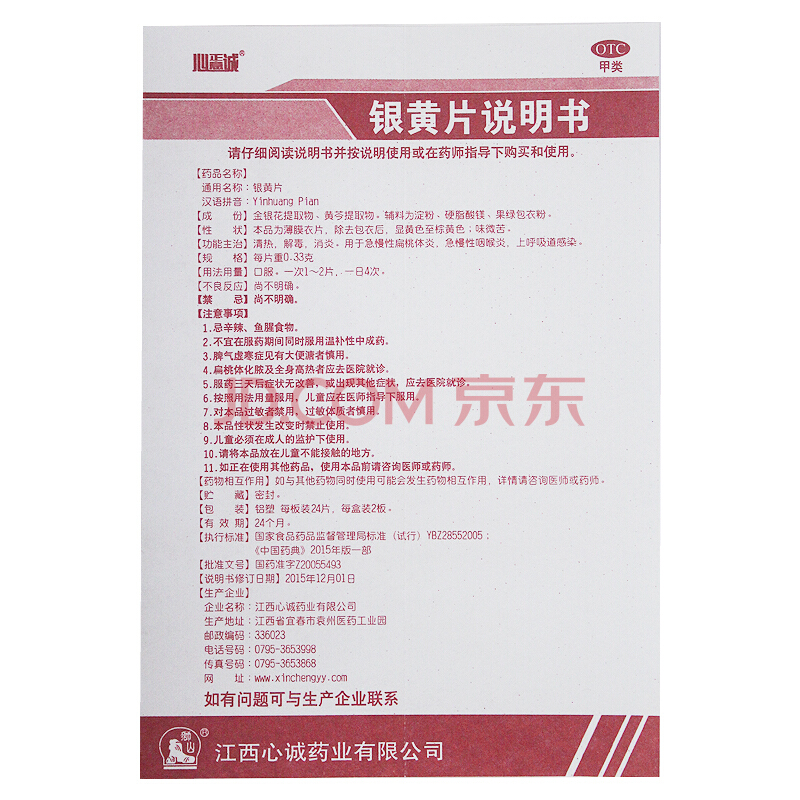 心诚®
OTC
甲类
银黄片说明书
请仔细阅读说明书并按说明使用或在药师指导下购买和使用。
【药品名称】
通用名称：银黄片
汉语拼音：Yinhuang Pian
【成　份】金银花提取物、黄芩提取物。辅料为淀粉、硬脂酸镁、果绿包衣粉。
【性　状】本品为薄膜衣片，除去包衣后，显黄色至棕黄色；味微苦。
【功能主治】清热，解毒，消炎。用于急慢性扁桃体炎，急慢性咽喉炎，上呼吸道感染。
【规　格】每片重0.33克
【用法用量】口服。一次1～2片，一日4次。
【不良反应】尚不明确。
【禁　忌】尚不明确。
【注意事项】
1.忌辛辣、鱼腥食物。
2.不宜在服药期间同时服用温补性中成药。
3.脾气虚寒症见有大便溏者慎用。
4.扁桃体化脓及全身高热者应去医院就诊。
5.服药三天后症状无改善，或出现其他症状，应去医院就诊。
6.按照用法用量服用，儿童应在医师指导下服用。
7.对本品过敏者禁用，过敏体质者慎用。
8.本品性状发生改变时禁止使用。
9.儿童必须在成人的监护下使用。
10.请将本品放在儿童不能接触的地方。
11.如正在使用其他药品，使用本品前请咨询医师或药师。
JD.COM 京东
【药物相互作用】如与其他药物同时使用可能会发生药物相互作用，详情请咨询医师或药师。
【贮　藏】密封。
【包　装】铝塑 每板装24片，每盒装2板。
【有 效 期】24个月。
【执行标准】国家食品药品监督管理局标准（试行）YBZ28552005；
《中国药典》2015年版一部
【批准文号】国药准字Z20055493
【说明书修订日期】2015年12月01日
【生产企业】
企业名称：江西心诚药业有限公司
生产地址：江西省宜春市袁州医药工业园
邮政编码：336023
电话号码：0795-3653998
传真号码：0795-3653868
网　　址：www.xinchengyy.com
如有问题可与生产企业联系
®
江西心诚药业有限公司